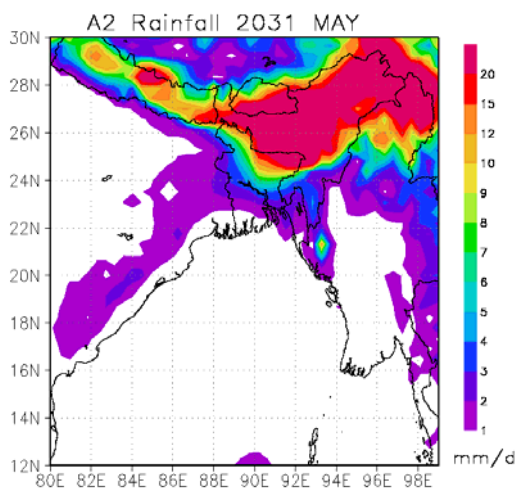 A2 Rainfall 2031 MAY
30N
28N
26N
24N
22N
20N
18N
16N
14N
12N
80E 82E 84E 86E 88E 90E 92E 94E 96E 98E
20
15
12
10
9
8
7
6
5
4
3
2
1
mm/d